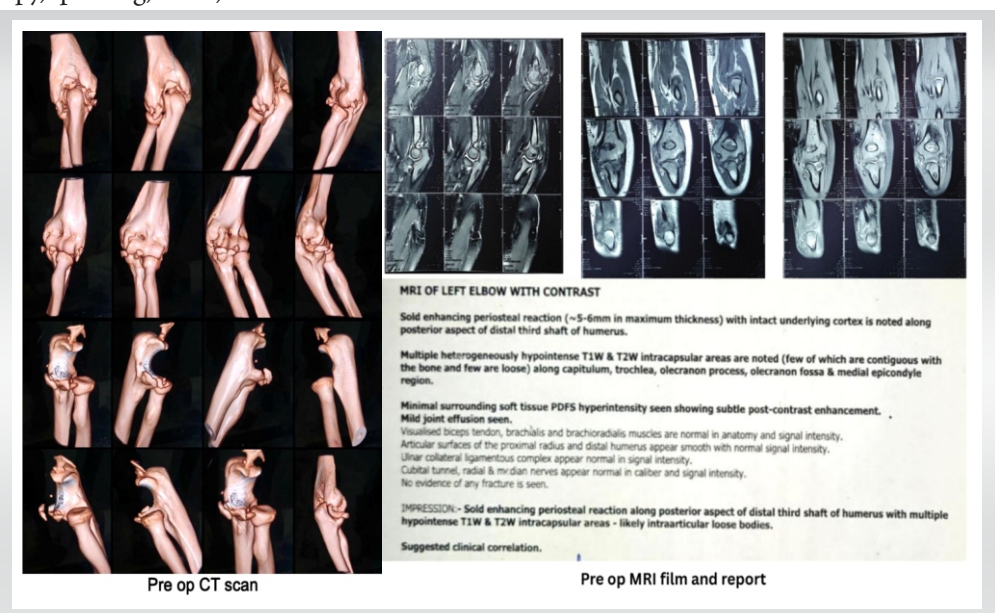 MRI OF LEFT ELBOW WITH CONTRAST
Sold enhancing periosteal reaction (~5-6mm in maximum thickness) with intact underlying cortex is noted along
posterior aspect of distal third shaft of humerus.
Multiple heterogeneously hypointense T1W & T2W intracapsular areas are noted (few of which are contiguous with
the bone and few are loose) along capitulum, trochlea, olecranon process, olecranon fossa & medial epicondyle
region.
Minimal surrounding soft tissue PDFS hyperintensity seen showing subtle post-contrast enhancement.
Mild joint effusion seen.
Visualised biceps tendon, brachialis and brachioradialis muscles are normal in anatomy and signal intensity.
Articular surfaces of the proximal radius and distal humerus appear smooth with normal signal intensity.
Ulnar collateral ligamentous complex appear normal in signal intensity.
Cubital tunnel, radial & median nerves appear normal in caliber and signal intensity.
No evidence of any fracture is seen.
IMPRESSION:- Sold enhancing periosteal reaction along posterior aspect of distal third shaft of humerus with multiple
hypointense T1W & T2W intracapsular areas - likely intraarticular loose bodies.
Suggested clinical correlation.
Pre op CT scan
Pre op MRI film and report